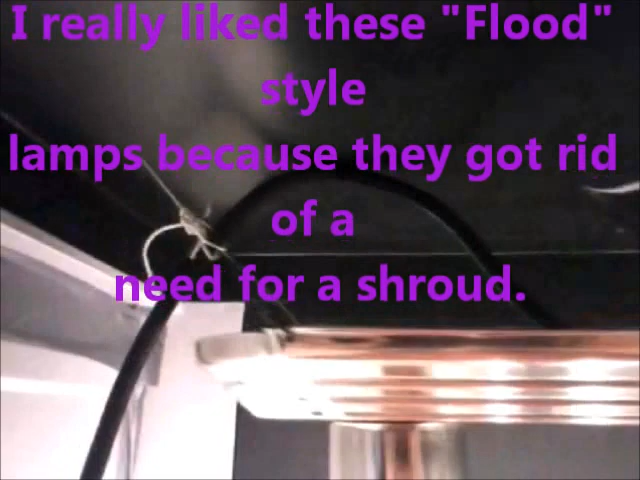 I really liked these "Flood"
style
lamps because they got rid
of a
need for a shroud.